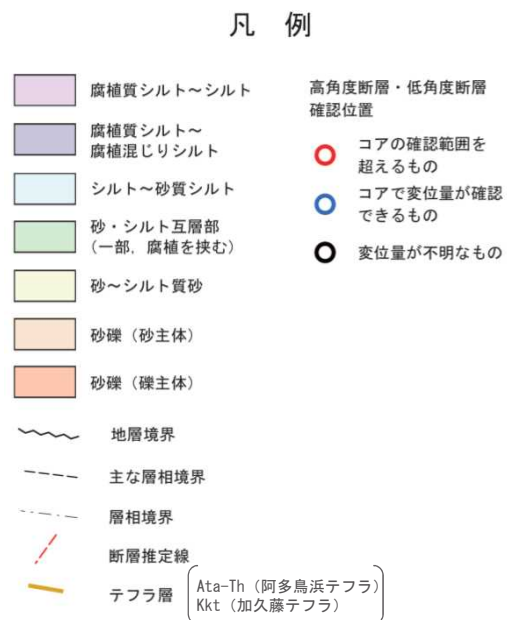 凡 例
腐植質シルト～シルト
腐植質シルト～
腐植混じりシルト
シルト～砂質シルト
砂・シルト互層部
(一部, 腐植を挟む)
砂～シルト質砂
砂礫（砂主体）
砂礫（礫主体）
地層境界
主な層相境界
層相境界
断層推定線
テフラ層
Ata-Th（阿多鳥浜テフラ）
Kkt（加久藤テフラ）
高角度断層・低角度断層
確認位置
コアの確認範囲を
超えるもの
コアで変位量が確認
できるもの
変位量が不明なもの